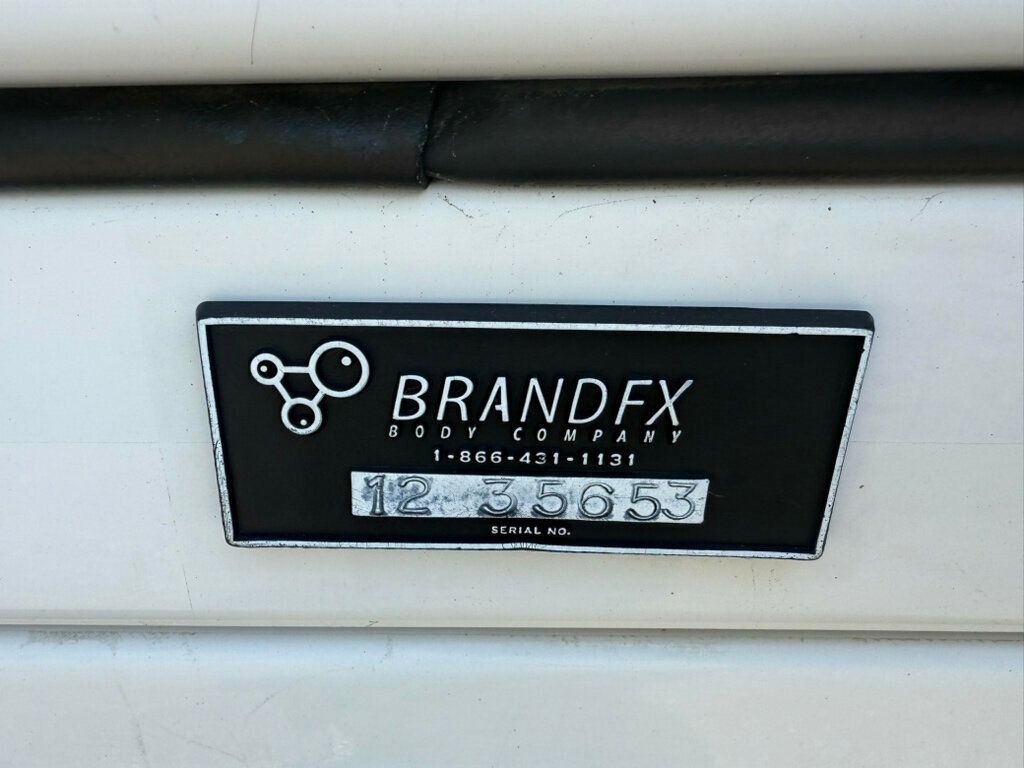 BRANDFX
BODY COMPANY
1-866-431-1131
12 35653
SERIAL NO.